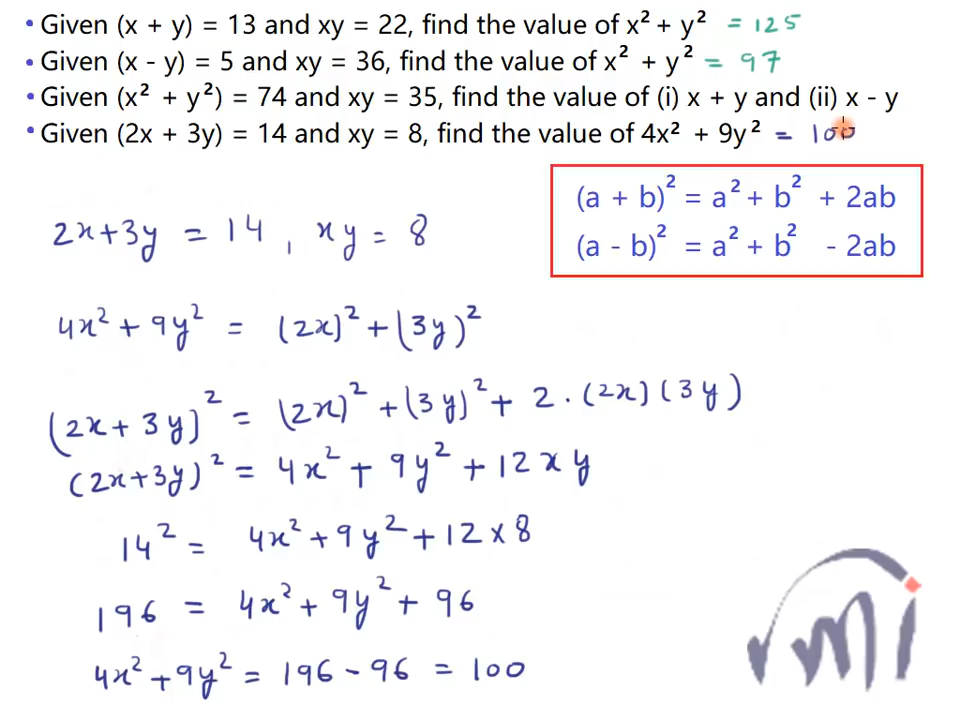 • Given (x + y) = 13 and xy = 22, find the value of x² + y² = 125
• Given (x - y) = 5 and xy = 36, find the value of x² + y² = 97
• Given (x² + y²) = 74 and xy = 35, find the value of (i) x + y and (ii) x - y
• Given (2x + 3y) = 14 and xy = 8, find the value of 4x² + 9y² = 100
(a + b)² = a² + b² + 2ab
(a - b)² = a² + b² - 2ab
2x+3y = 14 , xy = 8
4x² + 9y² = (2x)² + (3y)²
(2x + 3y)² = (2x)² + (3y)² + 2 . (2x) (3y)
(2x+3y)² = 4x² + 9y² + 12xy
14² = 4x² + 9y² + 12 × 8
196 = 4x² + 9y² + 96
4x² + 9y² = 196 - 96 = 100
vmi